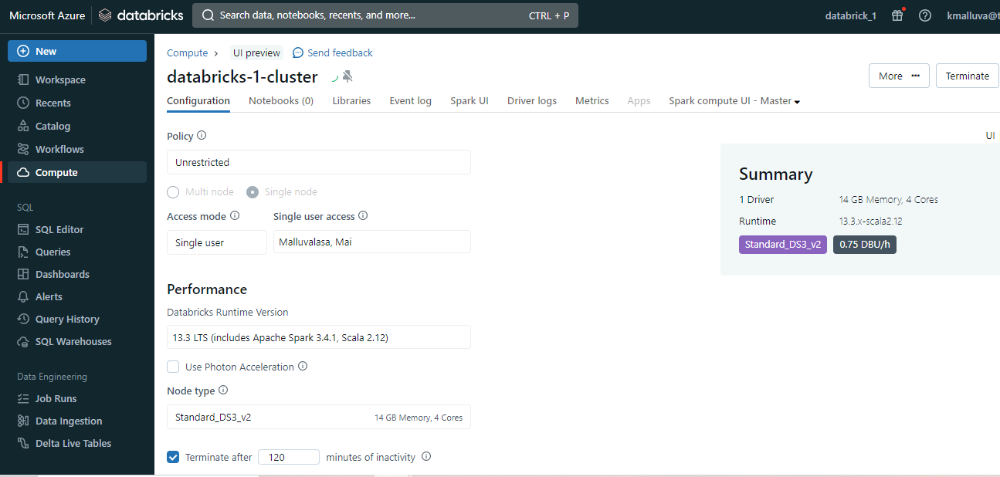 Microsoft Azure databricks Search data, notebooks, recents, and more... CTRL + P databrick_1 ? kmalluva@t
New
Workspace
Recents
Catalog
Workflows
Compute
SQL
SQL Editor
Queries
Dashboards
Alerts
Query History
SQL Warehouses
Data Engineering
Job Runs
Data Ingestion
Delta Live Tables
Compute › UI preview Send feedback
databricks-1-cluster
More ··· Terminate
Configuration Notebooks (0) Libraries Event log Spark UI Driver logs Metrics Apps Spark compute UI - Master
Policy
Unrestricted
Multi node Single node
Access mode Single user access
Single user Malluvalasa, Mai
Performance
Databricks Runtime Version
13.3 LTS (includes Apache Spark 3.4.1, Scala 2.12)
Use Photon Acceleration
Node type
Standard_DS3_v2 14 GB Memory, 4 Cores
Terminate after 120 minutes of inactivity
UI
Summary
1 Driver 14 GB Memory, 4 Cores
Runtime 13.3.x-scala2.12
Standard_DS3_v2 0.75 DBU/h